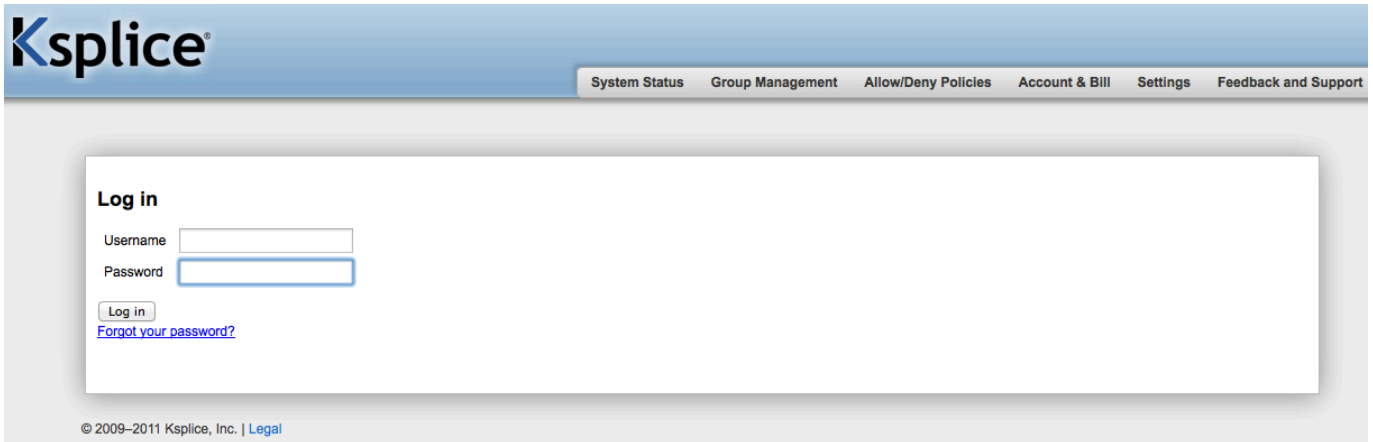 Ksplice®
System Status Group Management Allow/Deny Policies Account & Bill Settings Feedback and Support
Log in
Username
Password
Log in
Forgot your password?
© 2009–2011 Ksplice, Inc. | Legal